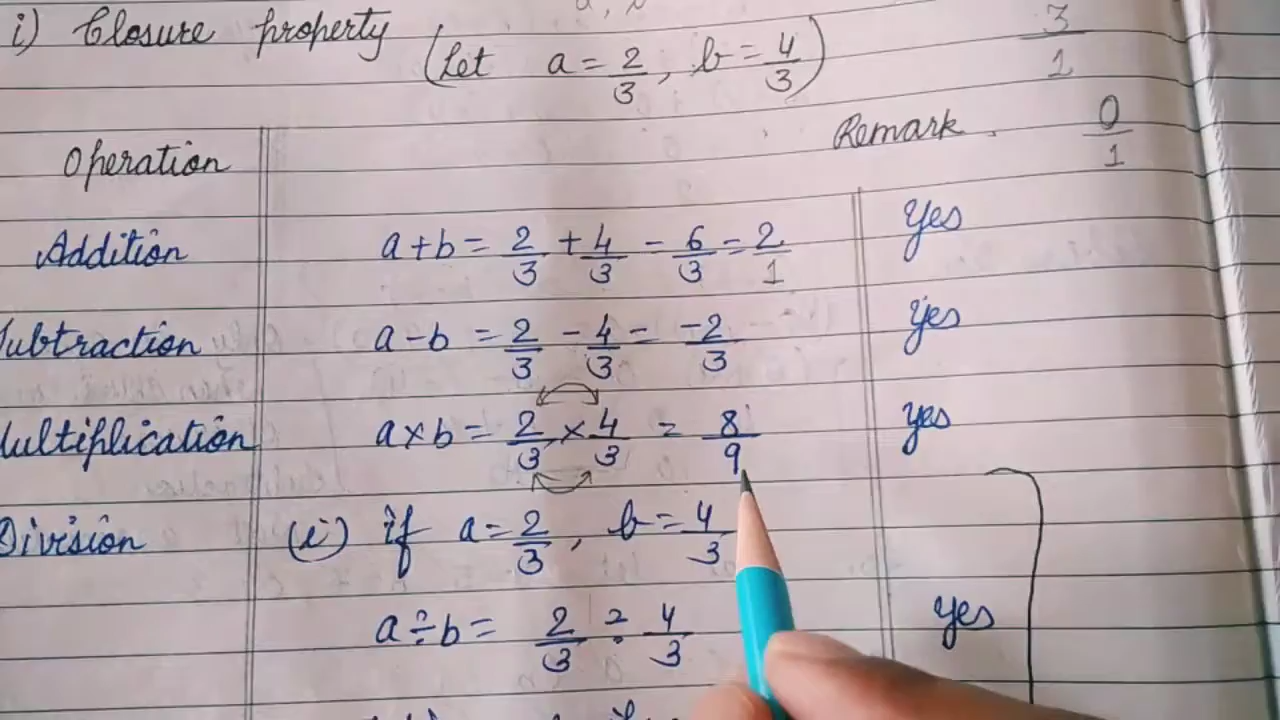 i) Closure property (Let a = 2/3, b = 4/3)
3/1
Operation
Remark.
0/1
Addition a + b = 2/3 + 4/3 = 6/3 = 2/1 Yes
Subtraction a - b = 2/3 - 4/3 = -2/3 Yes
Multiplication a × b = 2/3 × 4/3 = 8/9 yes
Division (i) if a = 2/3, b = 4/3
a ÷ b = 2/3 ÷ 4/3 yes
if